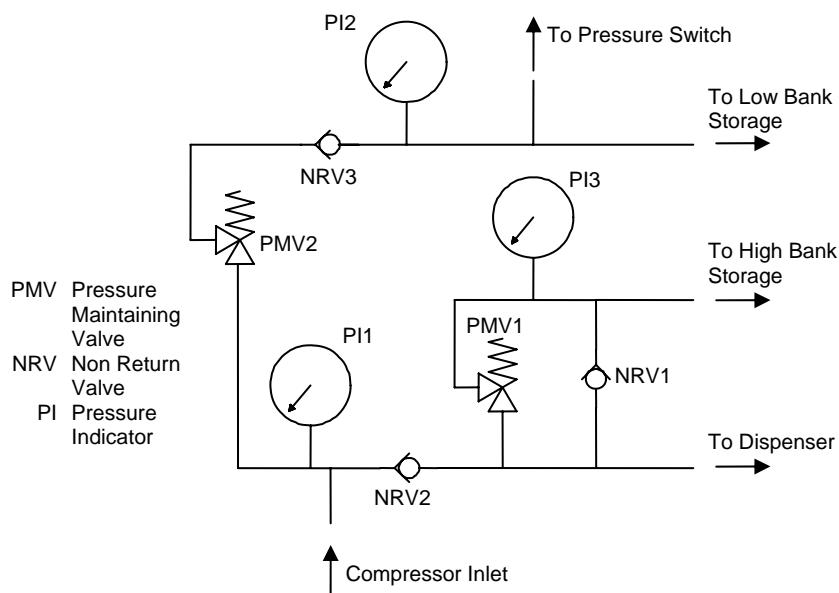 PI2
To Pressure Switch
To Low Bank
Storage
NRV3
PI3
PMV2
To High Bank
Storage
PMV Pressure
Maintaining
Valve
NRV Non Return
Valve
PI Pressure
Indicator
PI1
PMV1
NRV1
To Dispenser
NRV2
Compressor Inlet